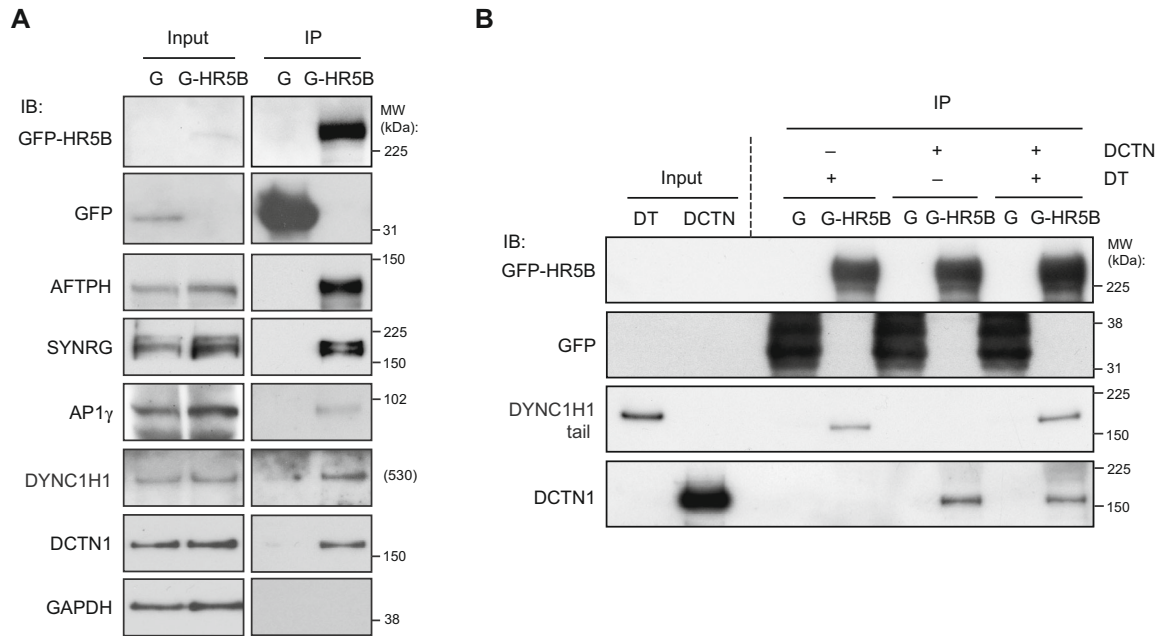 A
Input IP
G G-HR5B G G-HR5B
IB:
MW
(kDa):
GFP-HR5B
225
GFP
31
150
AFTPH
225
SYNRG
150
102
AP1γ
DYNC1H1 (530)
DCTN1
150
GAPDH
38
B
IP
– + + DCTN
Input + – + DT
DT DCTN G G-HR5B G G-HR5B G G-HR5B
IB:
MW
(kDa):
GFP-HR5B
225
38
GFP
31
225
DYNC1H1
tail
150
225
DCTN1
150